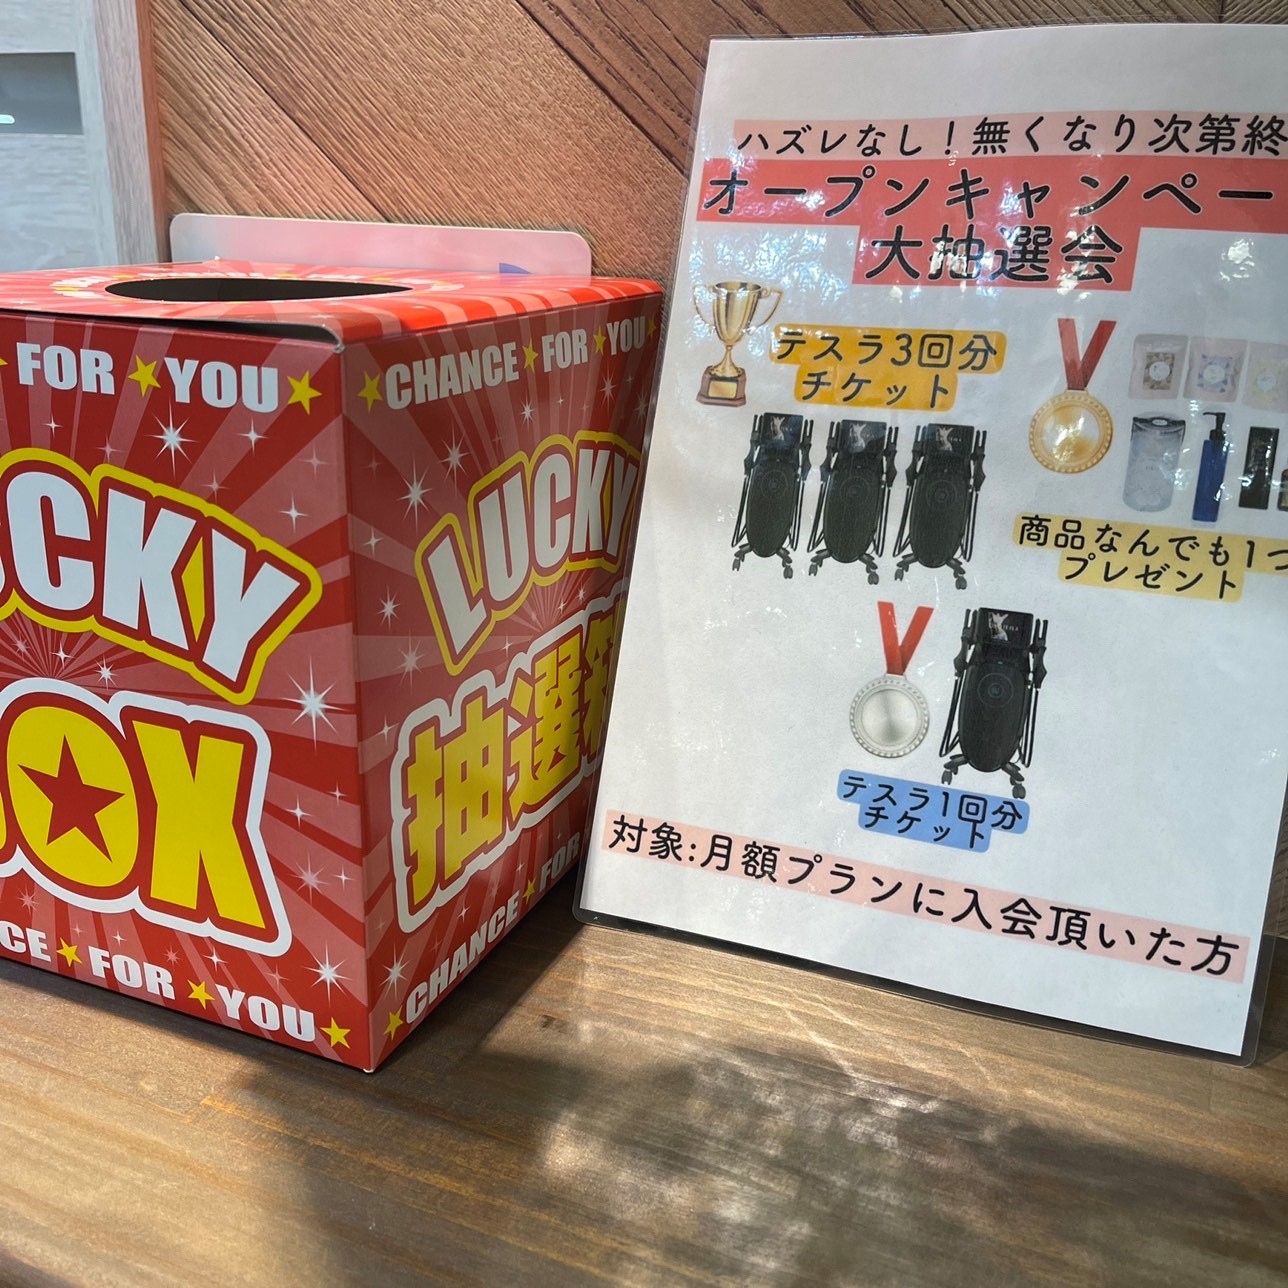 FOR YOU
CKY
OX
CE FOR YOU
CHANCE FOR YOU
LUCKY
抽選
CHANCE FOR
ハズレなし！無くなり次第終
オープンキャンペー
大抽選会
テスラ3回分
チケット
商品なんでも1つ
プレゼント
テスラ1回分
チケット
対象:月額プランに入会頂いた方